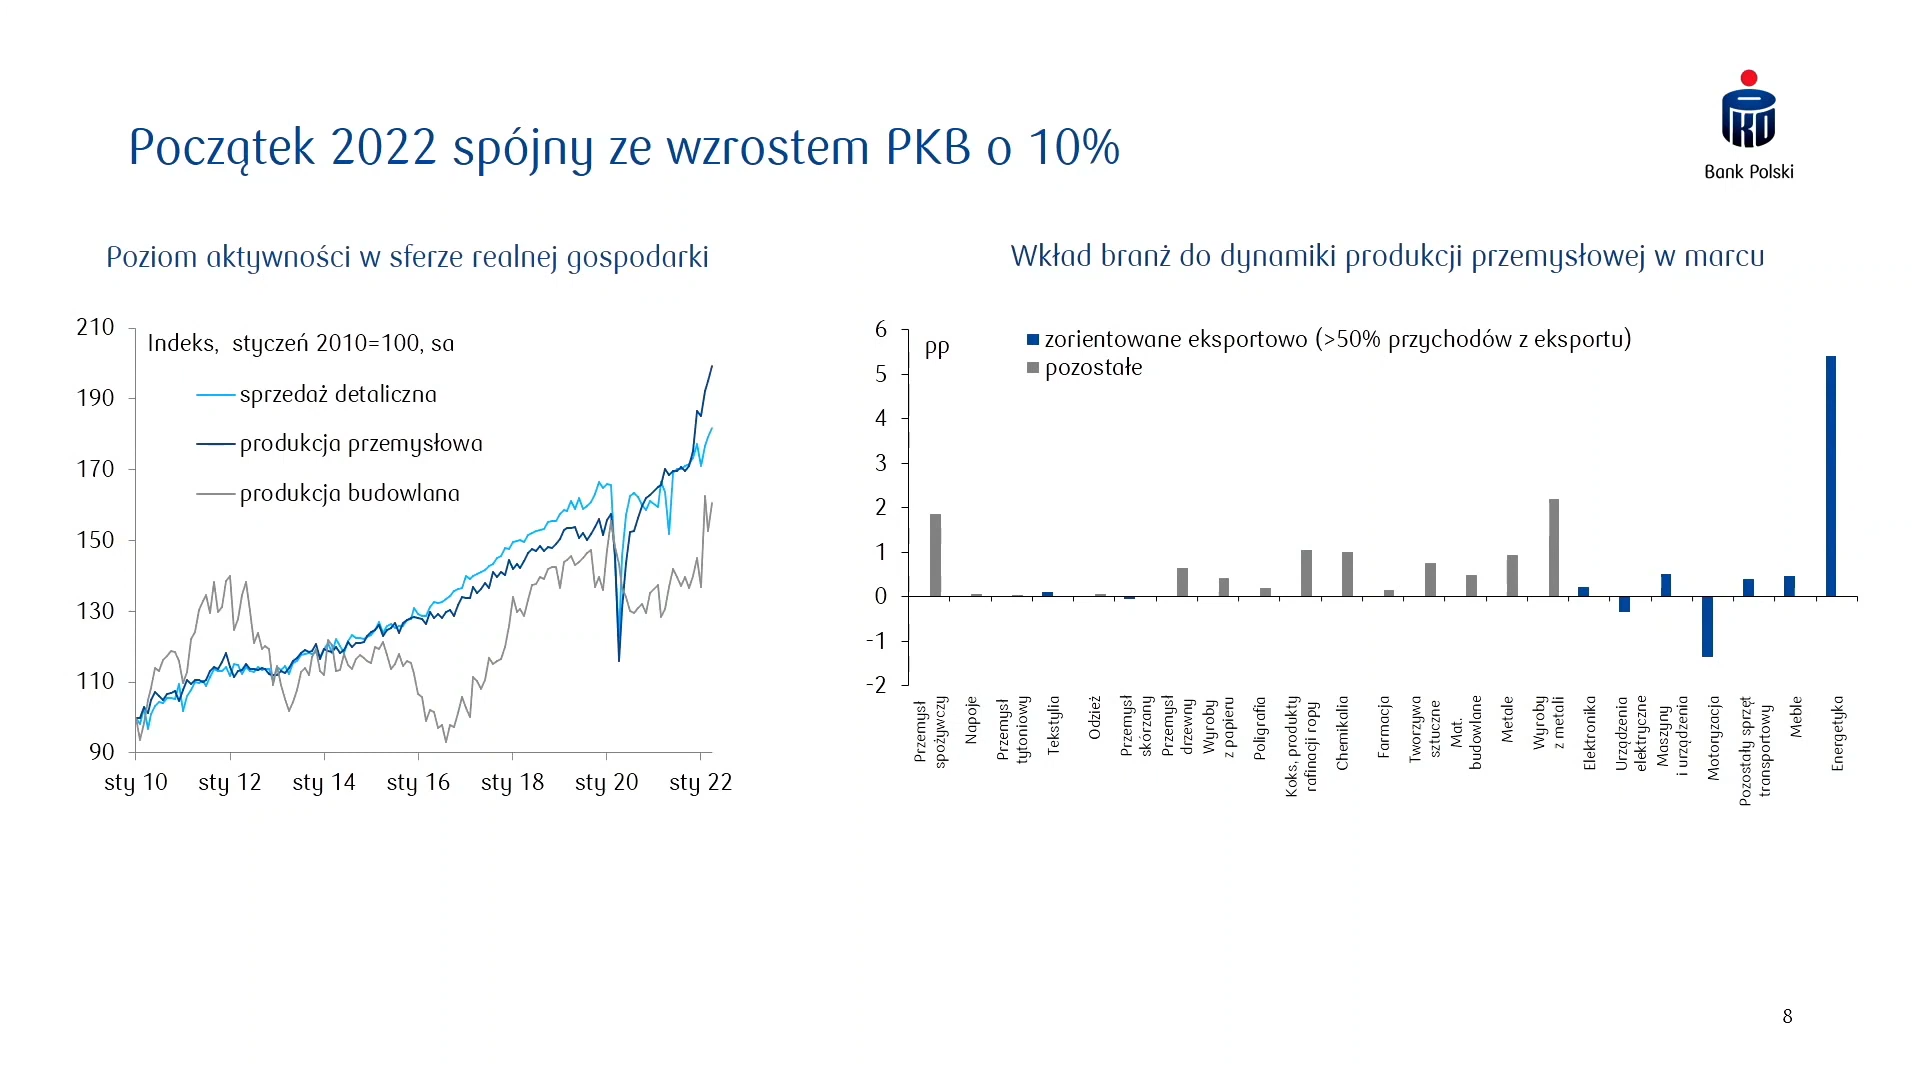 Początek 2022 spójny ze wzrostem PKB o 10%
PKO
Bank Polski
Poziom aktywności w sferze realnej gospodarki
Indeks, styczeń 2010=100, sa
sprzedaż detaliczna
produkcja przemysłowa
produkcja budowlana
210
190
170
150
130
110
90
sty 10 sty 12 sty 14 sty 16 sty 18 sty 20 sty 22
Wkład branż do dynamiki produkcji przemysłowej w marcu
pp
zorientowane eksportowo (>50% przychodów z eksportu)
pozostałe
6
5
4
3
2
1
0
-1
-2
Przemysł
spożywczy
Napoje
Przemysł
tytoniowy
Tekstylia
Odzież
Przemysł
skórzany
Przemysł
drzewny
Wyroby
z papieru
Poligrafia
Koks, produkty
rafinacji ropy
Chemikalia
Farmacja
Tworzywa
sztuczne
Mat.
budowlane
Metale
Wyroby
z metali
Elektronika
Urządzenia
elektryczne
Maszyny
i urządzenia
Motoryzacja
Pozostały sprzęt
transportowy
Meble
Energetyka
8